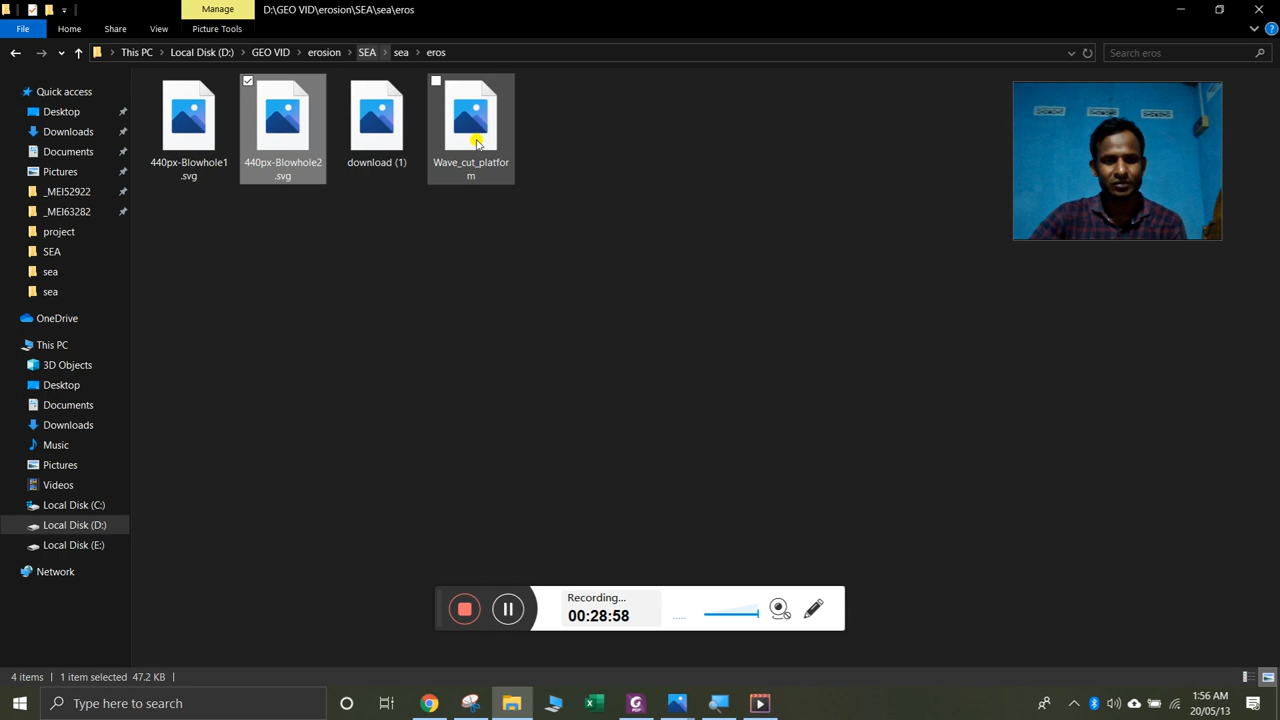 Manage
D:\GEO VID\erosion\SEA\sea\eros
File
Home
Share
View
Picture Tools
This PC
Local Disk (D:)
GEO VID
erosion
SEA
sea
eros
Search eros
Quick access
Desktop
Downloads
Documents
Pictures
_MEI52922
_MEI63282
project
SEA
sea
sea
OneDrive
This PC
3D Objects
Desktop
Documents
Downloads
Music
Pictures
Videos
Local Disk (C:)
Local Disk (D:)
Local Disk (E:)
Network
440px-Blowhole1
.svg
440px-Blowhole2
.svg
download (1)
Wave_cut_platfor
m
Recording...
00:28:58
4 items
1 item selected 47.2 KB
Type here to search
1:56 AM
20/05/13